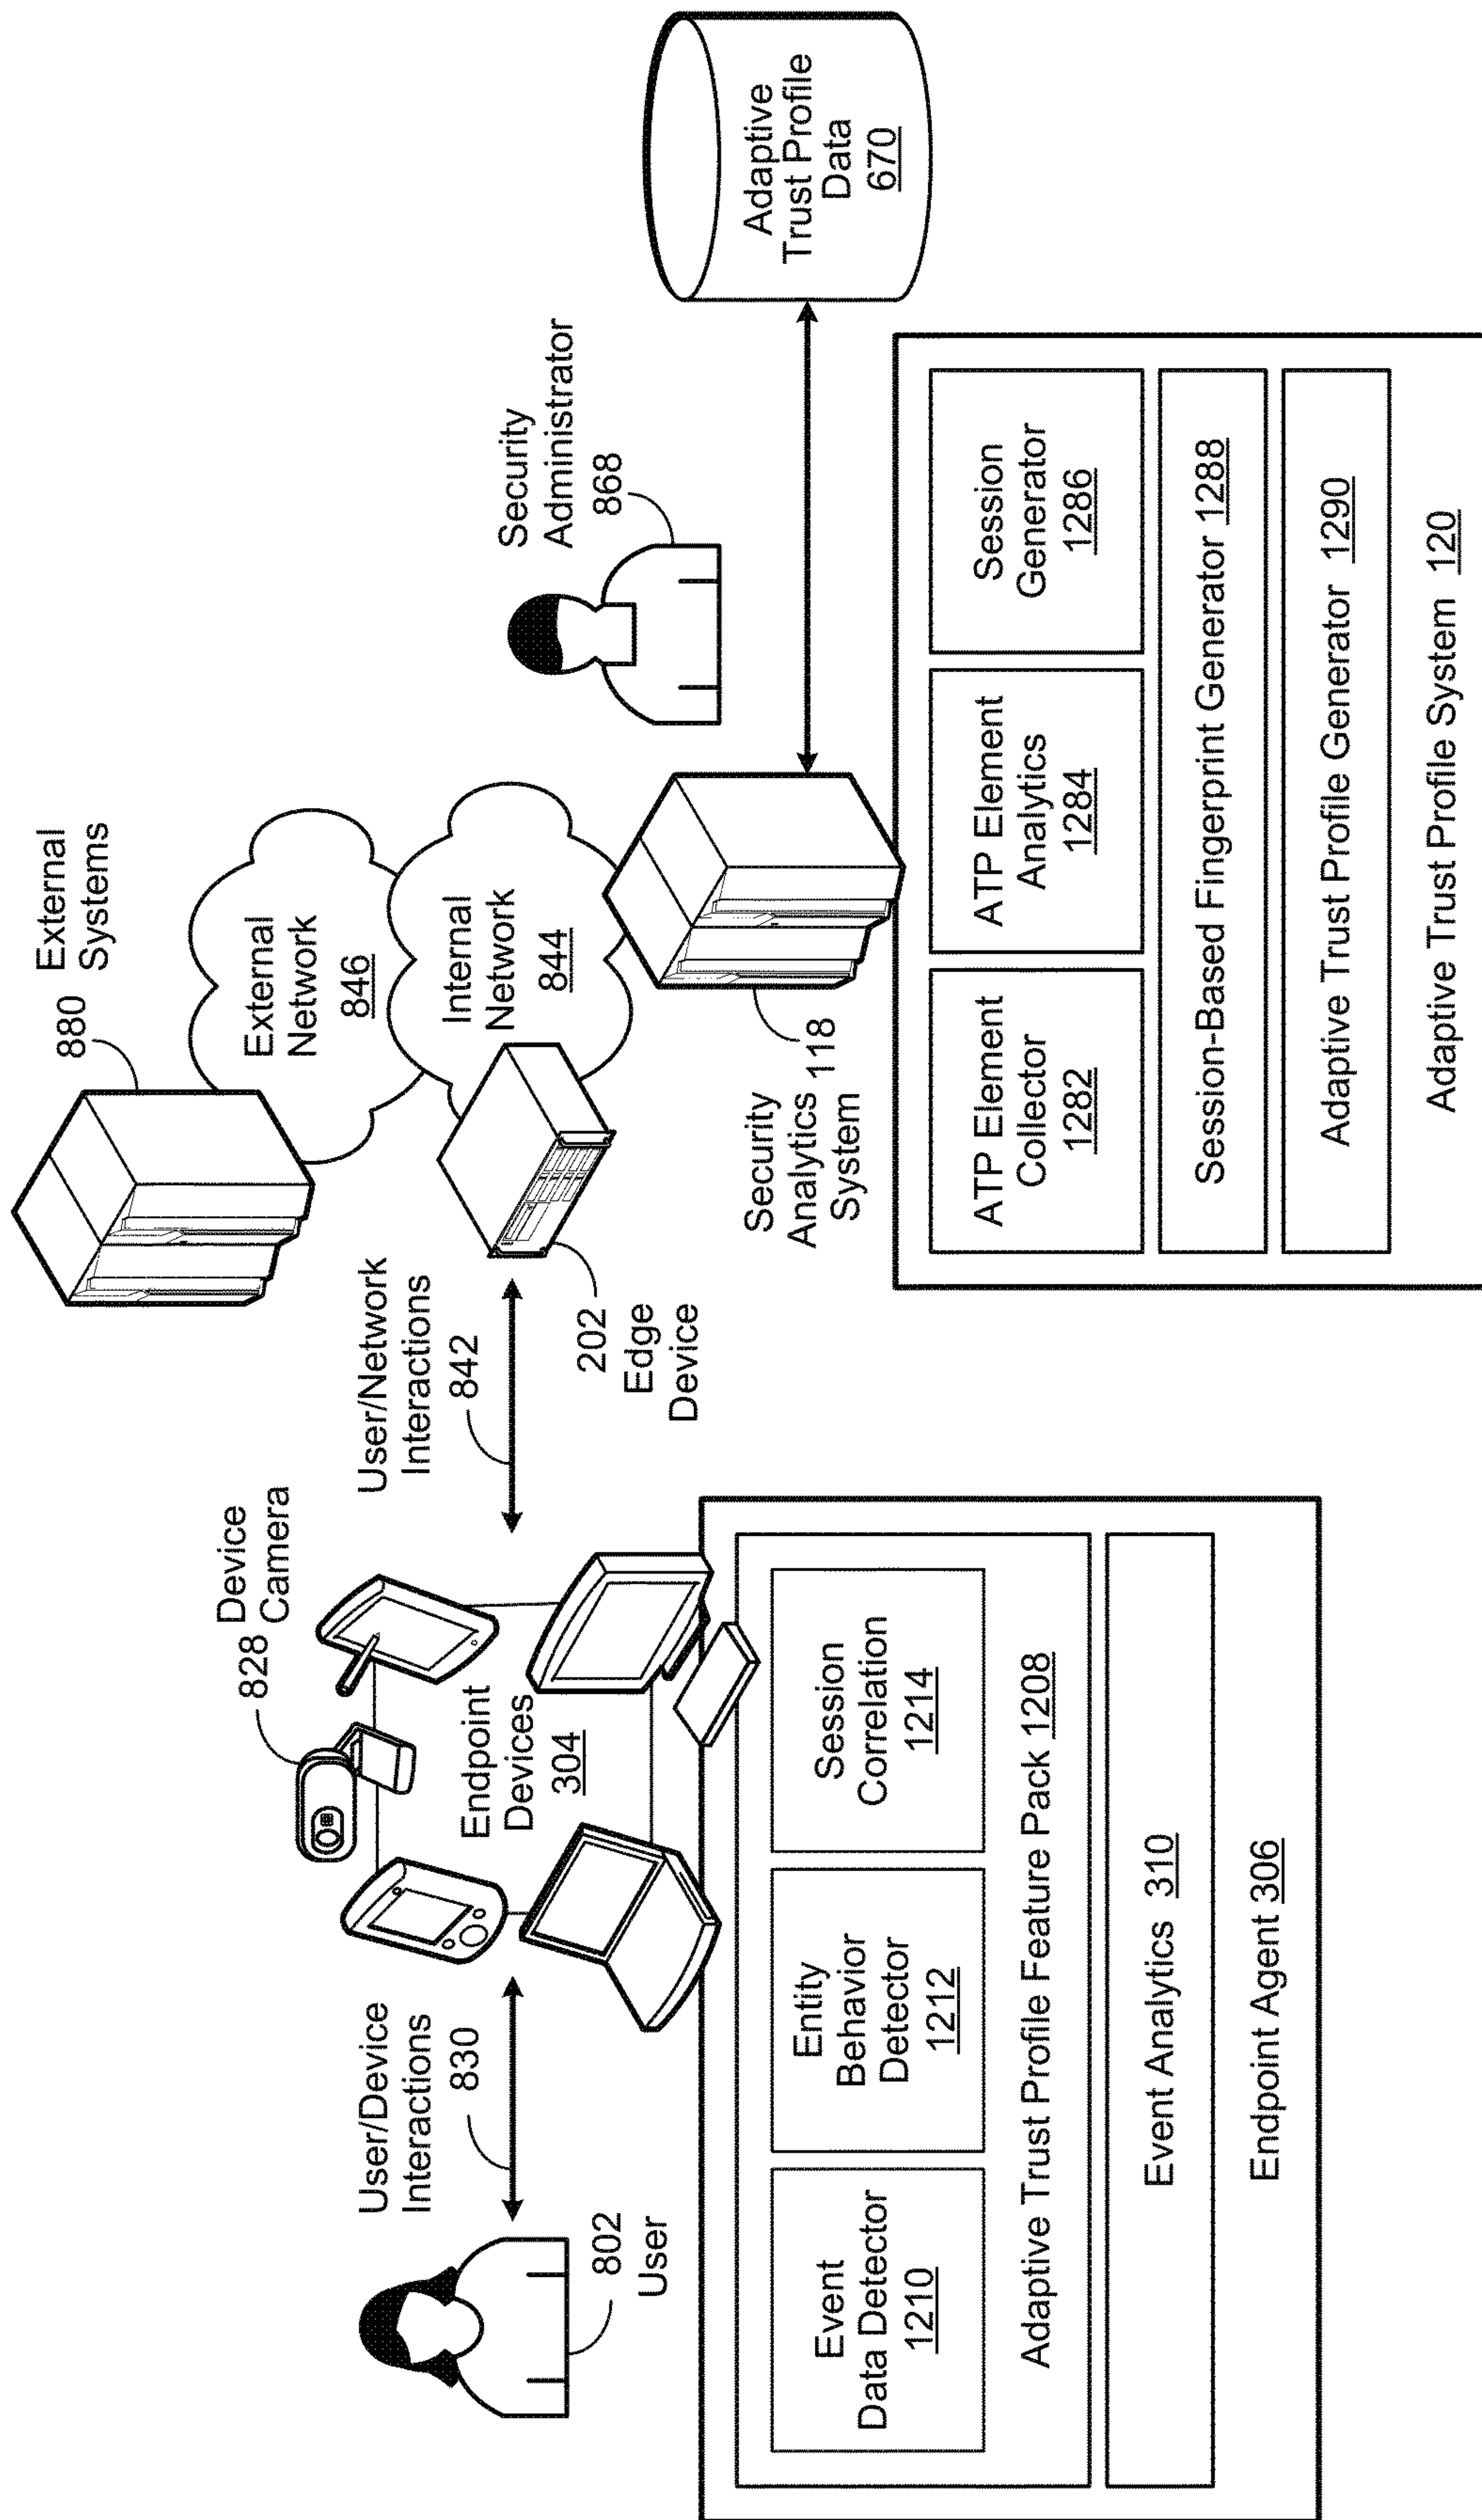 External
Systems
880
External
Network
846
Internal
Network
844
Security
Administrator
868
Device
Camera
828
User/Network
Interactions
842
User/Device
Interactions
830
Endpoint
Devices
304
202
Edge
Device
802
User
Security
Analytics 118
System
Adaptive
Trust Profile
Data
670
Event
Data Detector
1210
Entity
Behavior
Detector
1212
Session
Correlation
1214
Adaptive Trust Profile Feature Pack 1208
Event Analytics 310
Endpoint Agent 306
ATP Element
Collector
1282
ATP Element
Analytics
1284
Session
Generator
1286
Session-Based Fingerprint Generator 1288
Adaptive Trust Profile Generator 1290
Adaptive Trust Profile System 120